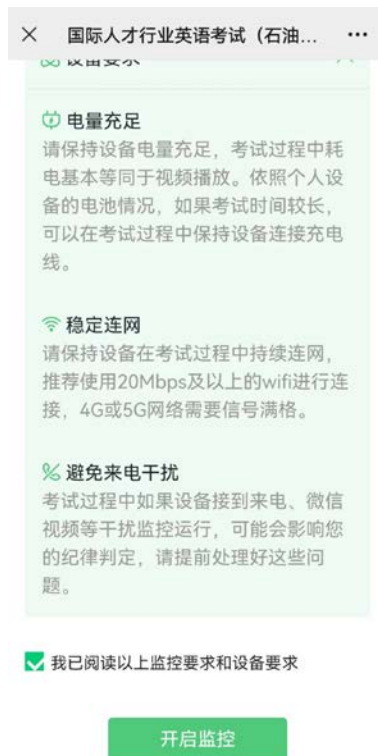 国际人才行业英语考试（石油...
设备要求
电量充足
请保持设备电量充足，考试过程中耗
电基本等同于视频播放。依照个人设
备的电池情况，如果考试时间较长，
可以在考试过程中保持设备连接充电
线。
稳定连网
请保持设备在考试过程中持续连网，
推荐使用20Mbps及以上的wifi进行连
接，4G或5G网络需要信号满格。
避免来电干扰
考试过程中如果设备接到来电、微信
视频等干扰监控运行，可能会影响您
的纪律判定，请提前处理好这些问
题。
我已阅读以上监控要求和设备要求
开启监控